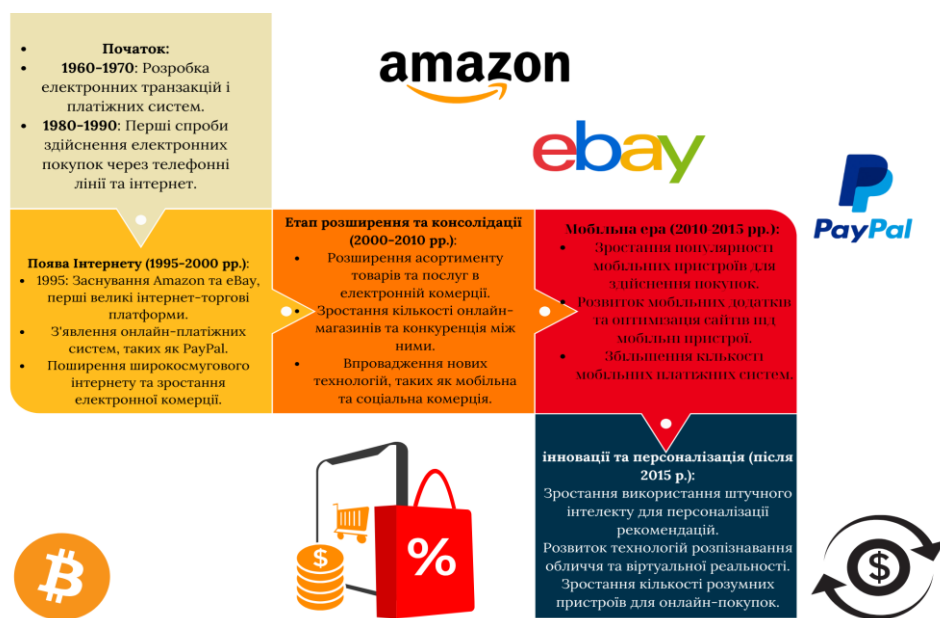 • Початок:
• 1960-1970: Розробка
електронних транзакцій і
платіжних систем.
• 1980-1990: Перші спроби
здійснення електронних
покупок через телефонні
лінії та інтернет.
amazon
ebay
PayPal
Поява Інтернету (1995-2000 рр.):
• 1995: Заснування Amazon та eBay,
перші великі інтернет-торгові
платформи.
• З'явлення онлайн-платіжних
систем, таких як PayPal.
• Поширення широкосмугового
інтернету та зростання
електронної комерції.
Етап розширення та консолідації
(2000-2010 рр.):
• Розширення асортименту
товарів та послуг в
електронній комерції.
• Зростання кількості онлайн-
магазинів та конкуренція між
ними.
• Впровадження нових
технологій, таких як мобільна
та соціальна комерція.
Мобільна ера (2010-2015 рр.):
• Зростання популярності
мобільних пристроїв для
здійснення покупок.
• Розвиток мобільних додатків
та оптимізація сайтів під
мобільні пристрої.
• Збільшення кількості
мобільних платіжних систем.
інновації та персоналізація (після
2015 р.):
Зростання використання штучного
інтелекту для персоналізації
рекомендацій.
Розвиток технологій розпізнавання
обличчя та віртуальної реальності.
Зростання кількості розумних
пристроїв для онлайн-покупок.
₿
$
%
$